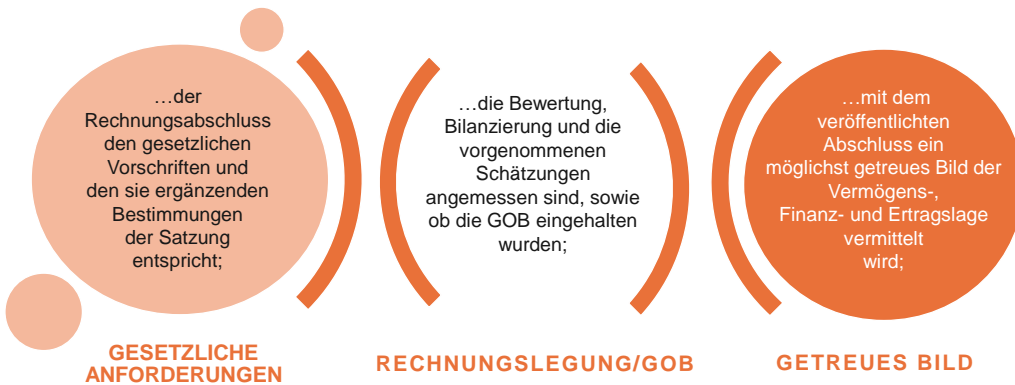 …der
Rechnungsabschluss
den gesetzlichen
Vorschriften und
den sie ergänzenden
Bestimmungen
der Satzung
entspricht;
GESETZLICHE
ANFORDERUNGEN
…die Bewertung,
Bilanzierung und die
vorgenommenen
Schätzungen
angemessen sind, sowie
ob die GOB eingehalten
wurden;
RECHNUNGSLEGUNG/GOB
…mit dem
veröffentlichten
Abschluss ein
möglichst getreues Bild der
Vermögens-,
Finanz- und Ertragslage
vermittelt
wird;
GETREUES BILD